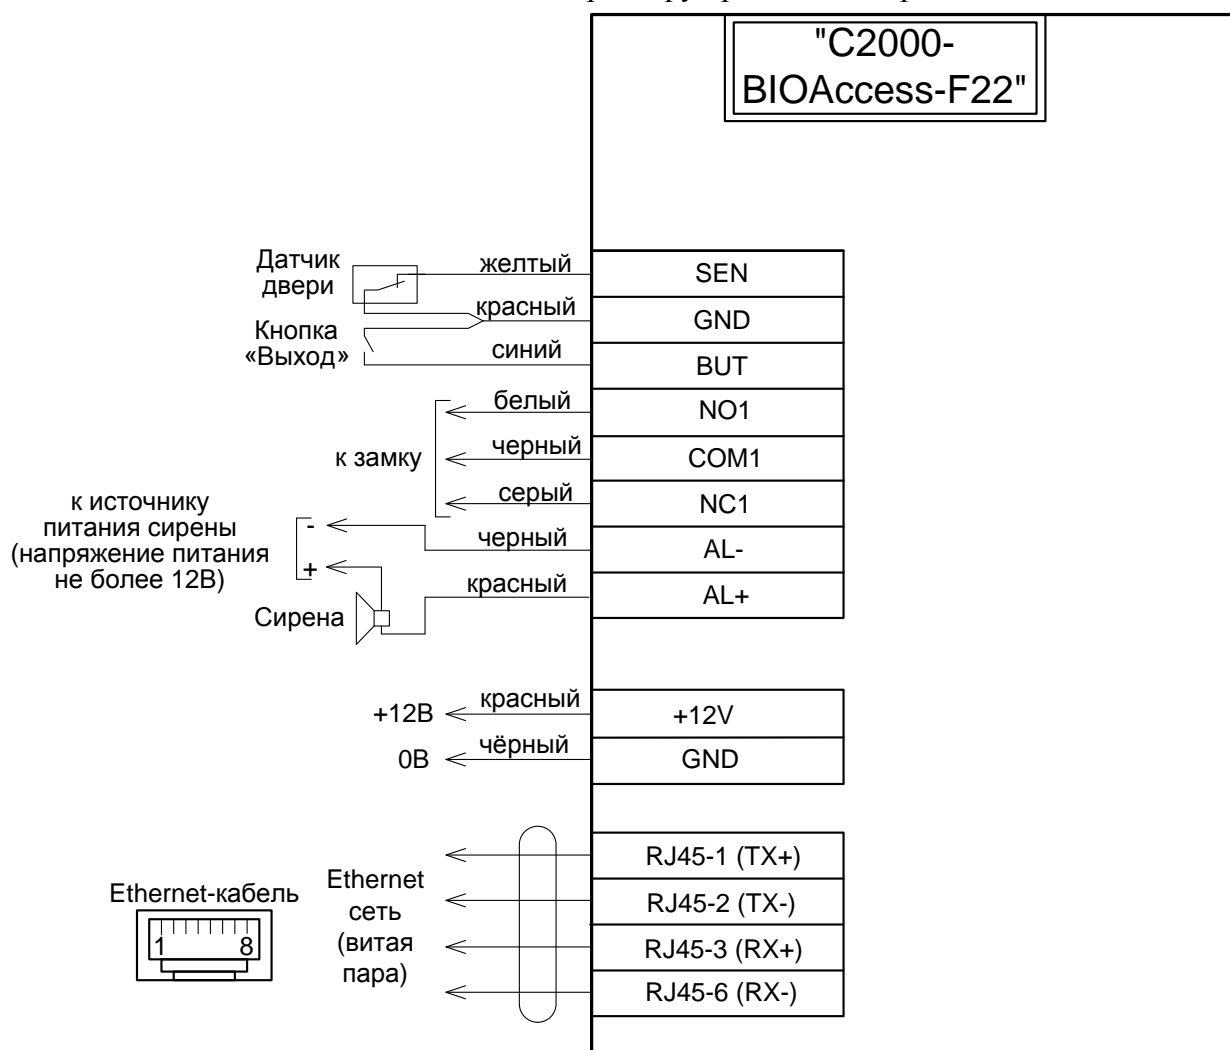 "С2000-
BIOAccess-F22"
Датчик
двери
желтый
SEN
красный
GND
Кнопка
«Выход»
синий
BUT
белый
NO1
к замку
черный
COM1
серый
NC1
к источнику
питания сирены
(напряжение питания
не более 12В)
-
+
черный
AL-
красный
AL+
Сирена
+12В
красный
+12V
0В
чёрный
GND
RJ45-1 (TX+)
RJ45-2 (TX-)
RJ45-3 (RX+)
RJ45-6 (RX-)
Ethernet
сеть
(витая
пара)
Ethernet-кабель
1 8